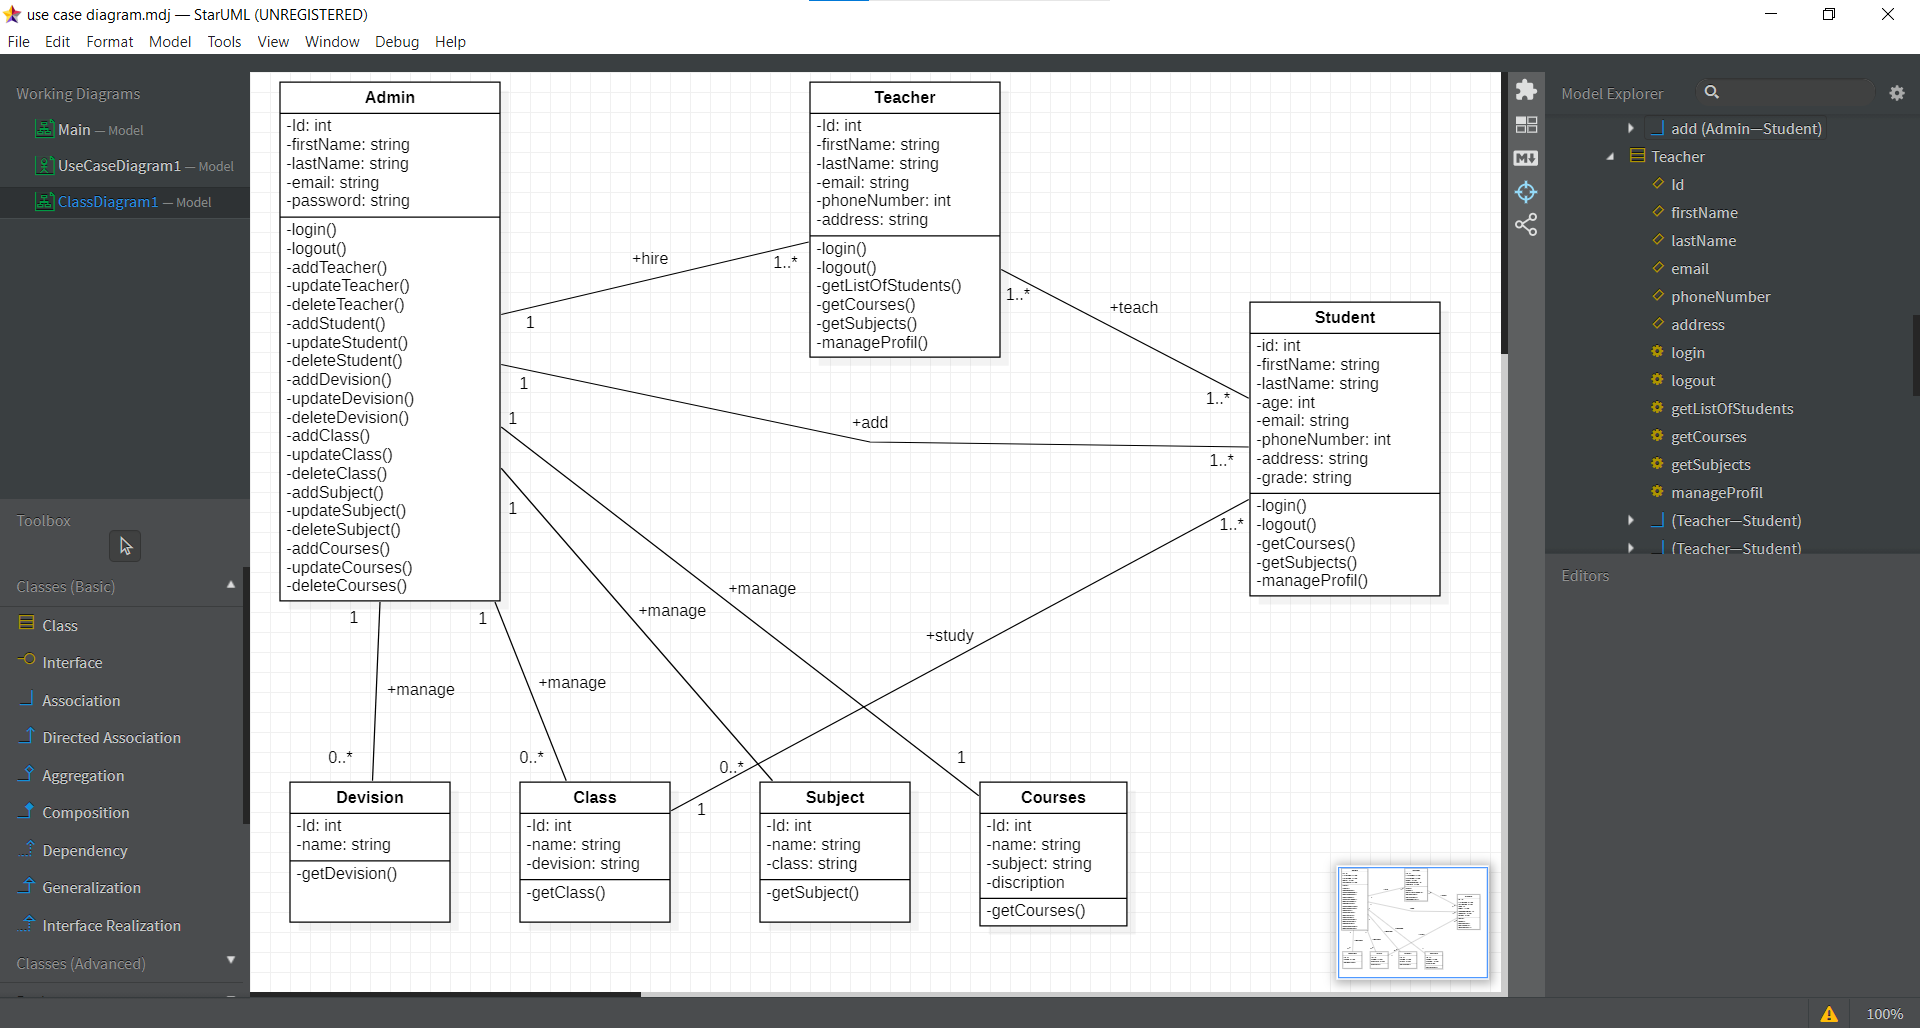 use case diagram.mdj — StarUML (UNREGISTERED)
File Edit Format Model Tools View Window Debug Help
Working Diagrams
Main — Model
UseCaseDiagram1 — Model
ClassDiagram1 — Model
Toolbox
Classes (Basic)
Class
Interface
Association
Directed Association
Aggregation
Composition
Dependency
Generalization
Interface Realization
Classes (Advanced)
Admin
-Id: int
-firstName: string
-lastName: string
-email: string
-password: string
-login()
-logout()
-addTeacher()
-updateTeacher()
-deleteTeacher()
-addStudent()
-updateStudent()
-deleteStudent()
-addDevision()
-updateDevision()
-deleteDevision()
-addClass()
-updateClass()
-deleteClass()
-addSubject()
-updateSubject()
-deleteSubject()
-addCourses()
-updateCourses()
-deleteCourses()
+hire
1..*
1
Teacher
-Id: int
-firstName: string
-lastName: string
-email: string
-phoneNumber: int
-address: string
-login()
-logout()
-getListOfStudents()
-getCourses()
-getSubjects()
-manageProfil()
1..*
+teach
1..*
Student
-id: int
-firstName: string
-lastName: string
-age: int
-email: string
-phoneNumber: int
-address: string
-grade: string
-login()
-logout()
-getCourses()
-getSubjects()
-manageProfil()
1
+add
1..*
1
1
1..*
+manage
+manage
+study
1
1
+manage
+manage
0..*
0..*
0..*
1
1
Devision
-Id: int
-name: string
-getDevision()
Class
-Id: int
-name: string
-devision: string
-getClass()
Subject
-Id: int
-name: string
-class: string
-getSubject()
Courses
-Id: int
-name: string
-subject: string
-discription
-getCourses()
M
Model Explorer
add (Admin—Student)
Teacher
Id
firstName
lastName
email
phoneNumber
address
login
logout
getListOfStudents
getCourses
getSubjects
manageProfil
(Teacher—Student)
(Teacher—Student)
Editors
100%